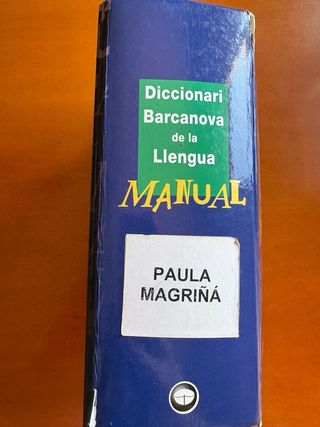 Diccionari
Barcanova
de la
Llengua
MANUAL
PAULA
MAGRIÑÁ